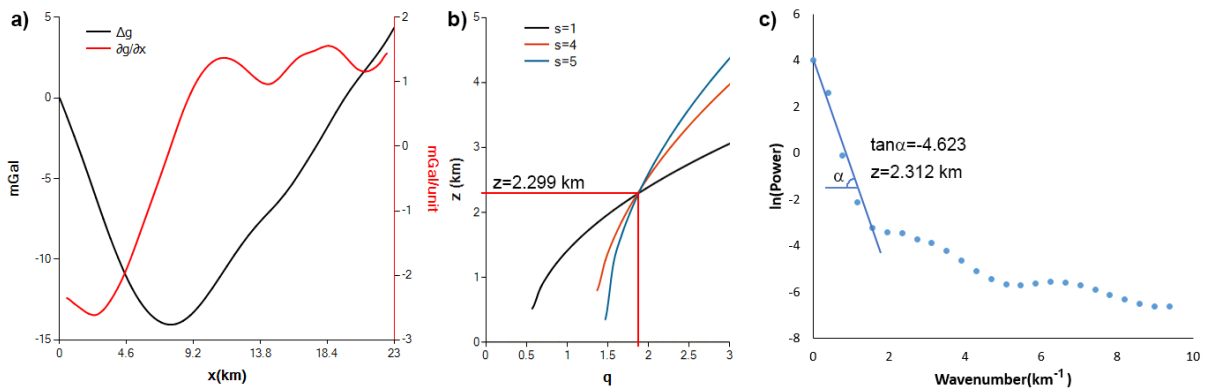 a)
Δg
∂g/∂x
5
0
-5
-10
-15
mGal
2
1
0
-1
-2
-3
mGal/unit
0
4.6
9.2
13.8
18.4
23
x(km)
b)
s=1
s=4
s=5
5
4
3
2
1
0
z (km)
z=2.299 km
0
0.5
1
1.5
2
2.5
3
q
c)
6
4
2
0
-2
-4
-6
-8
ln(Power)
tanα=-4.623
z=2.312 km
α
0
2
4
6
8
10
Wavenumber(km⁻¹)